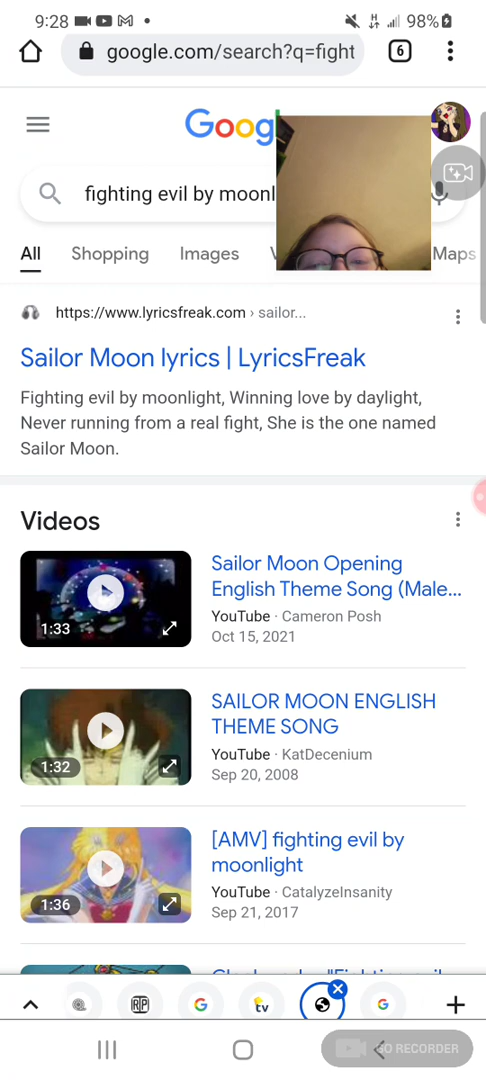 9:28
98%
google.com/search?q=fight
6
Goog
fighting evil by moonl
All Shopping Images V Maps
https://www.lyricsfreak.com › sailor...
Sailor Moon lyrics | LyricsFreak
Fighting evil by moonlight, Winning love by daylight,
Never running from a real fight, She is the one named
Sailor Moon.
Videos
Sailor Moon Opening
English Theme Song (Male...
YouTube · Cameron Posh
Oct 15, 2021
1:33
SAILOR MOON ENGLISH
THEME SONG
YouTube · KatDecenium
Sep 20, 2008
1:32
[AMV] fighting evil by
moonlight
YouTube · CatalyzeInsanity
Sep 21, 2017
1:36
RTP
G
tv
G
GO RECORDER